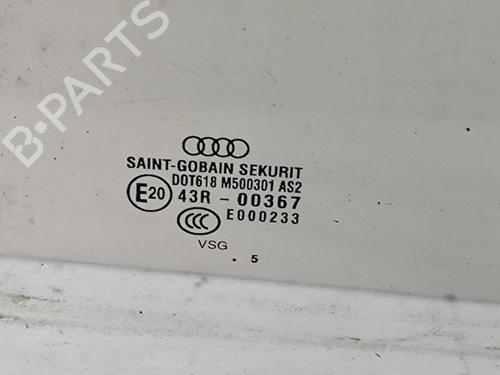 B-PARTS
SAINT-GOBAIN SEKURIT
DOT618 M500301 AS2
E20 43R - 00367
CCC E000233
VSG
. 5